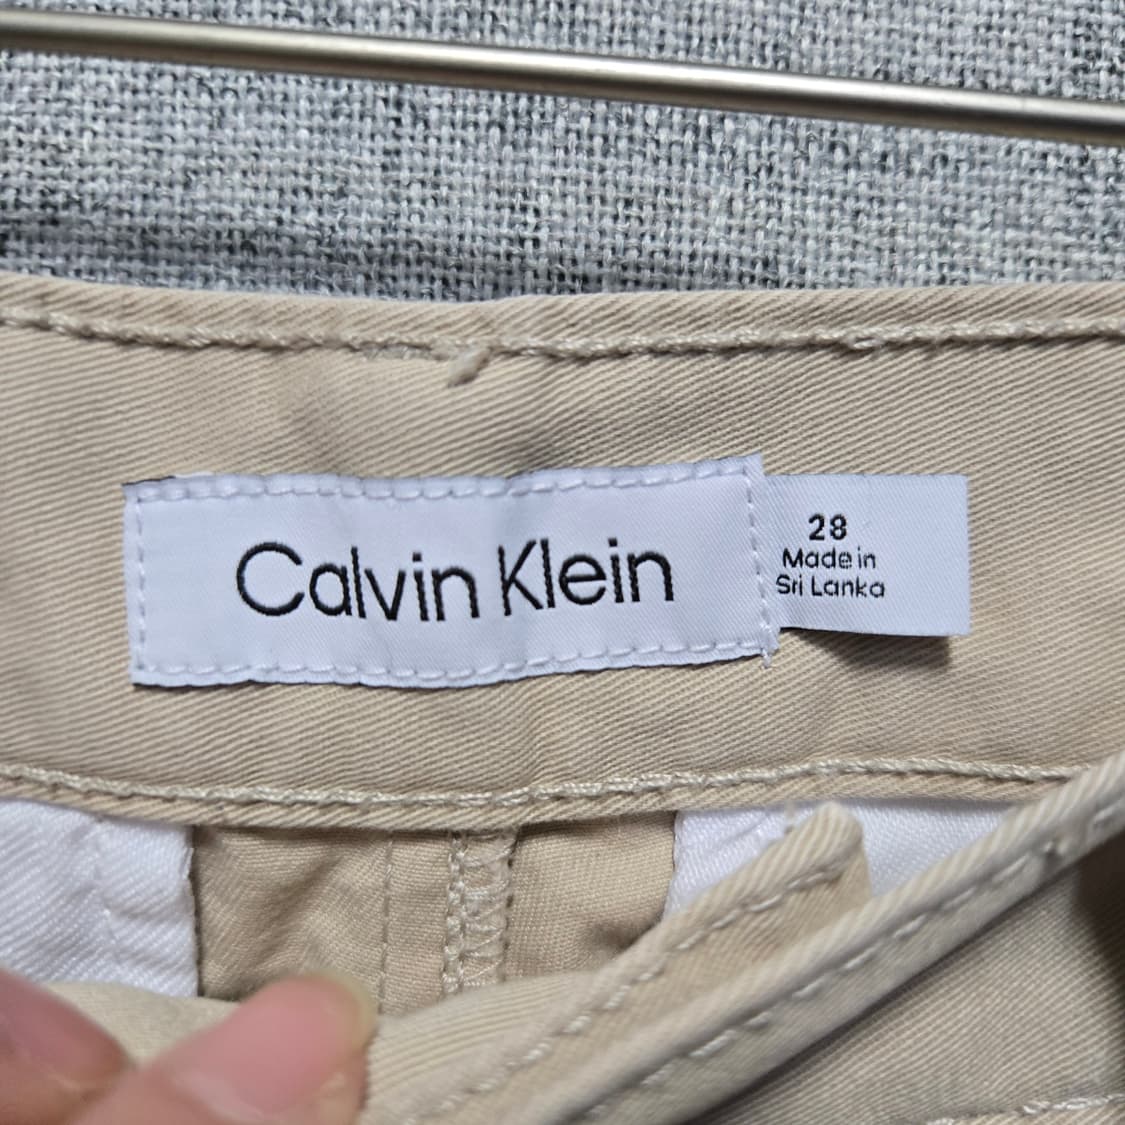 Calvin Klein
28
Made in
Sri Lanka